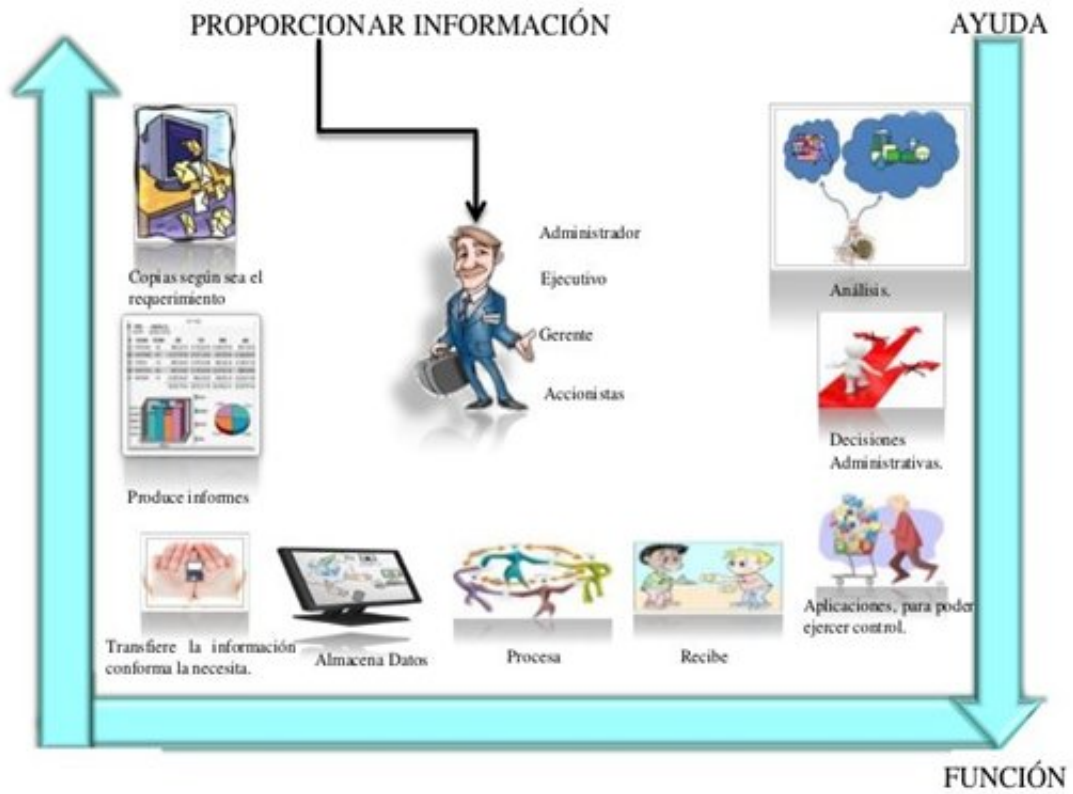 PROPORCIONAR INFORMACIÓN
AYUDA
Administrador
Ejecutivo
Gerente
Accionistas
Copias según sea el
requerimiento
Produce informes
Transfiere la información
conforma la necesita.
Almacena Datos
Procesa
Recibe
Análisis.
Decisiones
Administrativas.
Aplicaciones, para poder
ejercer control.
FUNCIÓN